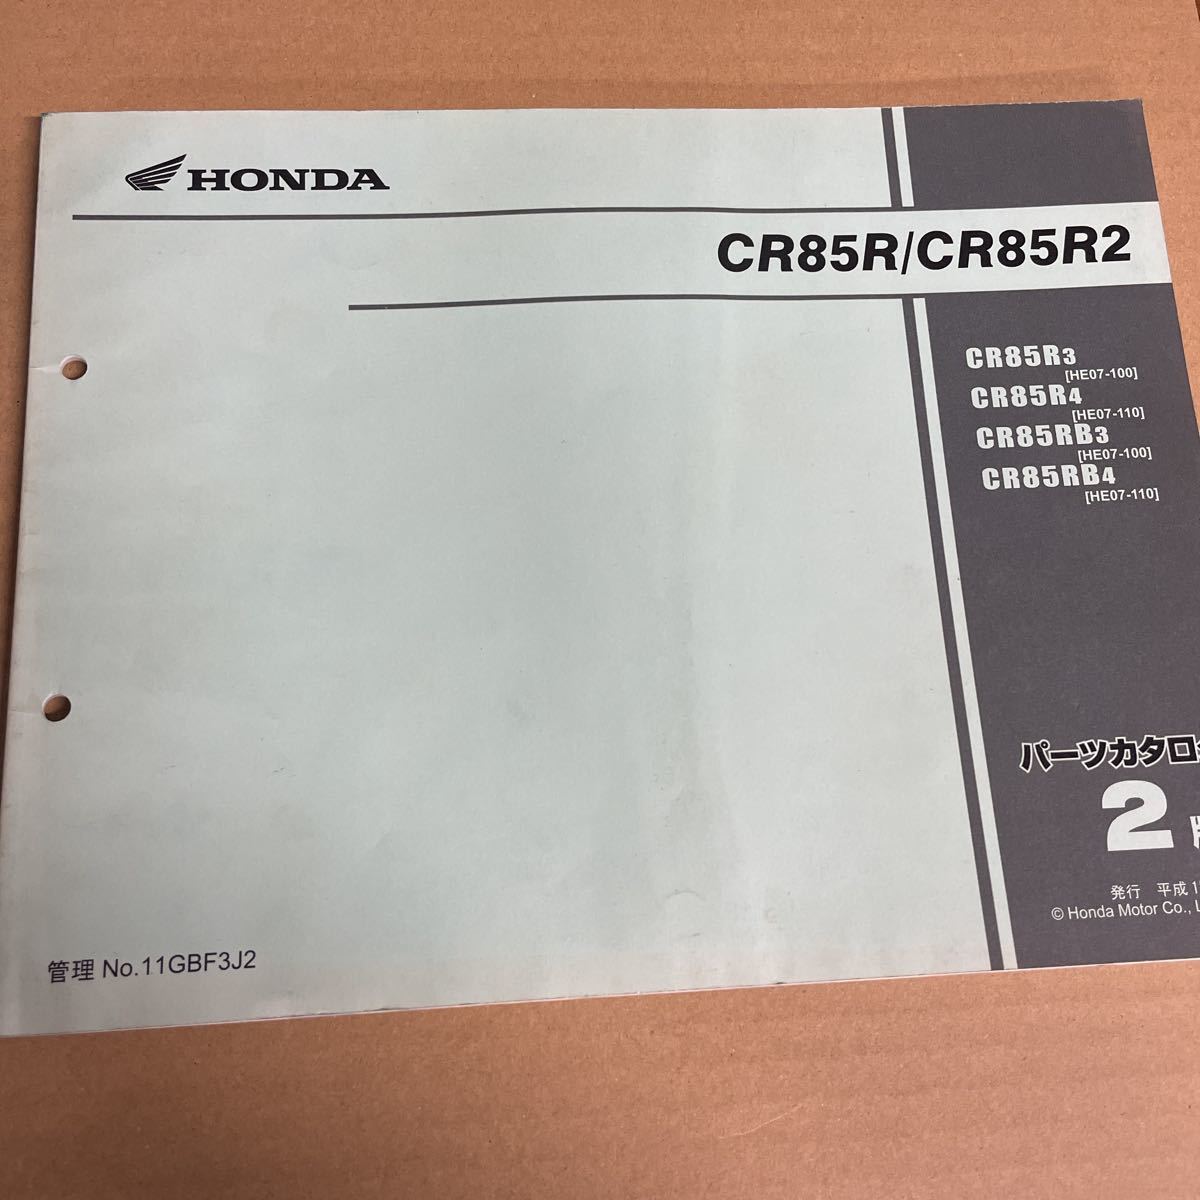 HONDA
CR85R/CR85R2
CR85R3
[HE07-100]
CR85R4
[HE07-110]
CR85RB3
[HE07-100]
CR85RB4
[HE07-110]
パーツカタロ
2
発行 平成1
© Honda Motor Co., L
管理 No.11GBF3J2